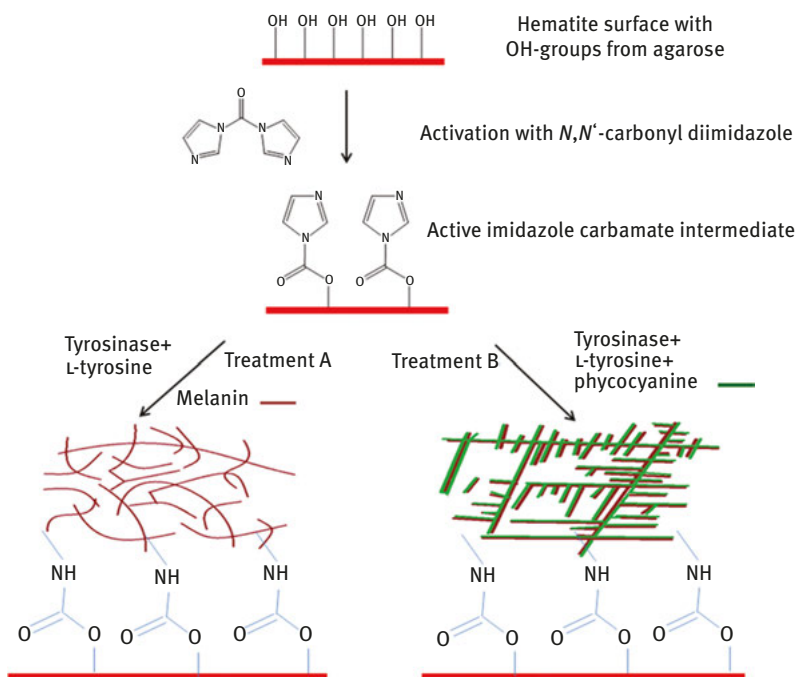 OH OH OH OH OH OH
Hematite surface with
OH-groups from agarose
O
N N
N N
Activation with N,N‘-carbonyl diimidazole
N N
N N
O O O O
Active imidazole carbamate intermediate
Tyrosinase+
L-tyrosine
Treatment A
Melanin
Treatment B
Tyrosinase+
L-tyrosine+
phycocyanine
NH NH NH
O O O O O O
NH NH NH
O O O O O O